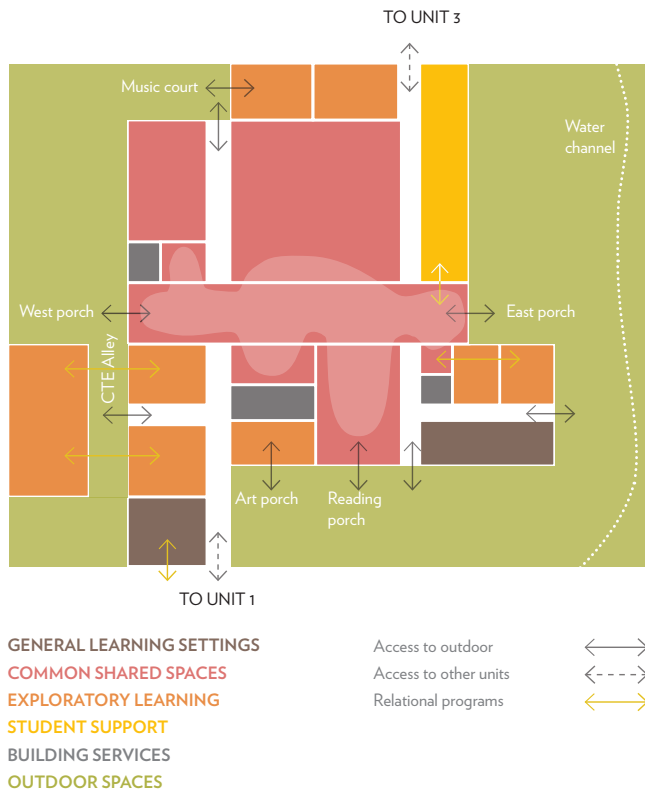 TO UNIT 3
Music court
Water
channel
West porch
East porch
CTE Alley
Art porch
Reading
porch
TO UNIT 1
GENERAL LEARNING SETTINGS
COMMON SHARED SPACES
EXPLORATORY LEARNING
STUDENT SUPPORT
BUILDING SERVICES
OUTDOOR SPACES
Access to outdoor
Access to other units
Relational programs